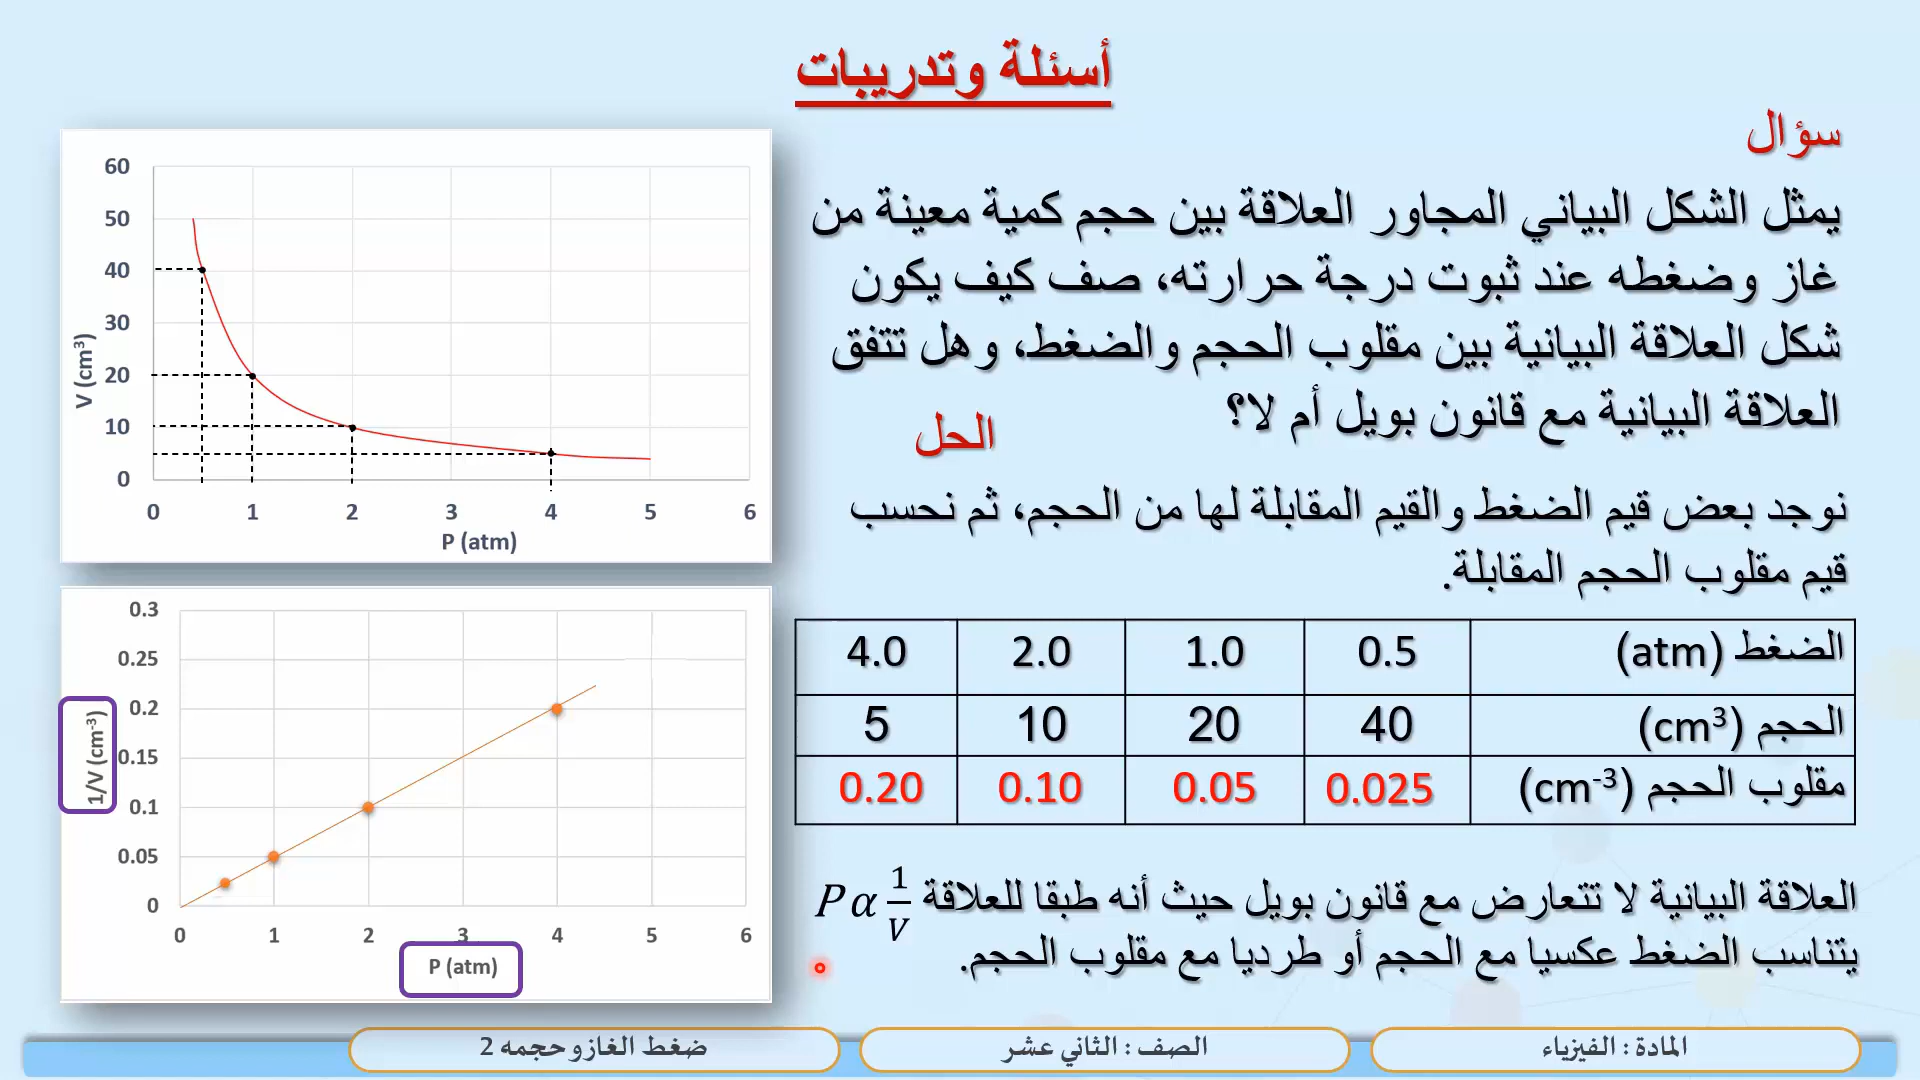 أسئلة وتدريبات
سؤال
يمثل الشكل البياني المجاور العلاقة بين حجم كمية معينة من
غاز وضغطه عند ثبوت درجة حرارته، صف كيف يكون
شكل العلاقة البيانية بين مقلوب الحجم والضغط، وهل تتفق
العلاقة البيانية مع قانون بويل أم لا؟
الحل
نوجد بعض قيم الضغط والقيم المقابلة لها من الحجم، ثم نحسب
قيم مقلوب الحجم المقابلة.
الضغط (atm) 0.5 1.0 2.0 4.0
الحجم (cm³) 40 20 10 5
مقلوب الحجم (cm⁻³) 0.025 0.05 0.10 0.20
العلاقة البيانية لا تتعارض مع قانون بويل حيث أنه طبقا للعلاقة P α 1/V
يتناسب الضغط عكسيا مع الحجم أو طرديا مع مقلوب الحجم.
60
50
40
30
20
10
0
V (cm³)
0 1 2 3 4 5 6
P (atm)
0.3
0.25
0.2
0.15
0.1
0.05
0
1/V (cm⁻³)
0 1 2 3 4 5 6
P (atm)
المادة : الفيزياء
الصف : الثاني عشر
ضغط الغاز وحجمه 2